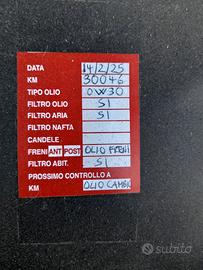 DATA 14/2/25
KM 30046
TIPO OLIO 0W30
FILTRO OLIO SI
FILTRO ARIA SI
FILTRO NAFTA
CANDELE
FRENI ANT POST OLIO FRENI
FILTRO ABIT. SI
PROSSIMO CONTROLLO A
KM OLIO CAMBIO
subito